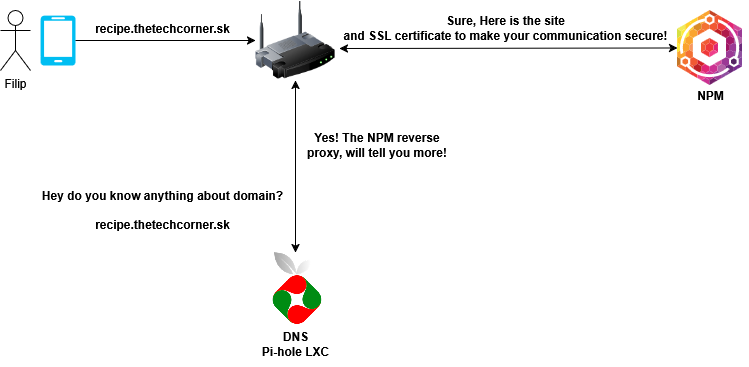 recipe.thetechcorner.sk
Sure, Here is the site
and SSL certificate to make your communication secure!
Filip
NPM
Yes! The NPM reverse
proxy, will tell you more!
Hey do you know anything about domain?
recipe.thetechcorner.sk
DNS
Pi-hole LXC